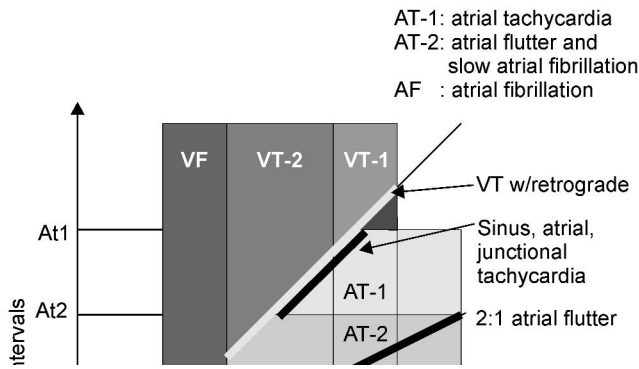 AT-1: atrial tachycardia
AT-2: atrial flutter and
slow atrial fibrillation
AF : atrial fibrillation
VF
VT-2
VT-1
VT w/retrograde
At1
Sinus, atrial,
junctional
tachycardia
AT-1
At2
2:1 atrial flutter
AT-2
ntervals